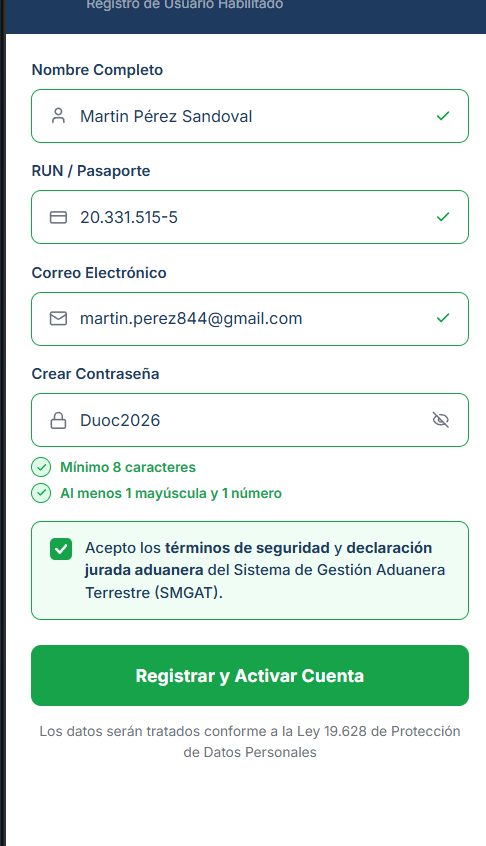 Registro de Usuario Habilitado
Nombre Completo
Martin Pérez Sandoval
RUN / Pasaporte
20.331.515-5
Correo Electrónico
martin.perez844@gmail.com
Crear Contraseña
Duoc2026
Mínimo 8 caracteres
Al menos 1 mayúscula y 1 número
Acepto los términos de seguridad y declaración
jurada aduanera del Sistema de Gestión Aduanera
Terrestre (SMGAT).
Registrar y Activar Cuenta
Los datos serán tratados conforme a la Ley 19.628 de Protección
de Datos Personales